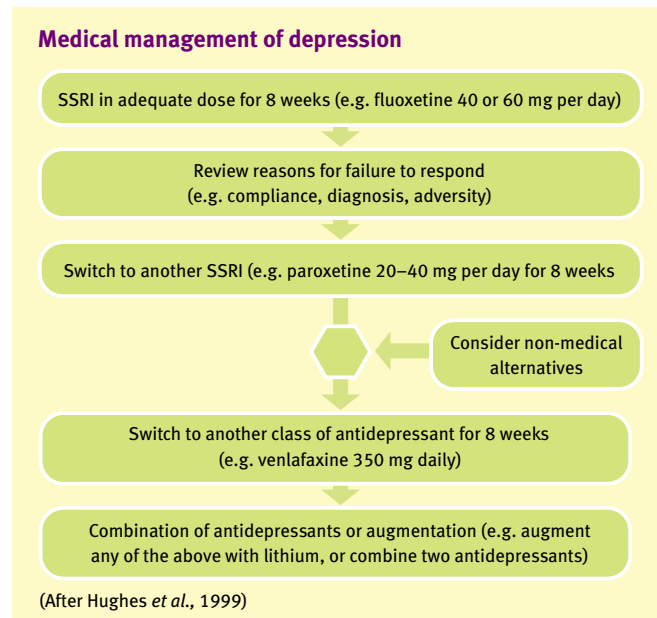 Medical management of depression
SSRI in adequate dose for 8 weeks (e.g. fluoxetine 40 or 60 mg per day)
Review reasons for failure to respond
(e.g. compliance, diagnosis, adversity)
Switch to another SSRI (e.g. paroxetine 20–40 mg per day for 8 weeks
Consider non-medical
alternatives
Switch to another class of antidepressant for 8 weeks
(e.g. venlafaxine 350 mg daily)
Combination of antidepressants or augmentation (e.g. augment
any of the above with lithium, or combine two antidepressants)
(After Hughes et al., 1999)